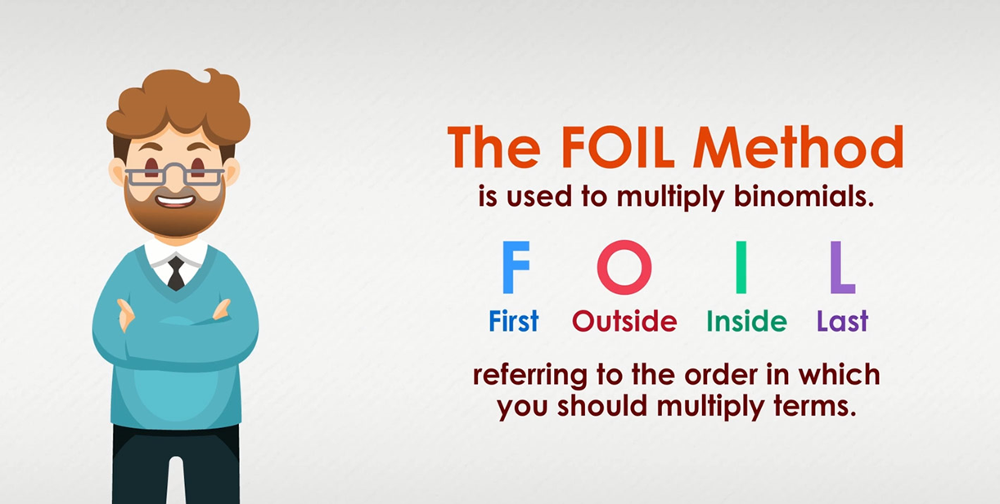 The FOIL Method
is used to multiply binomials.
F O I L
First Outside Inside Last
referring to the order in which
you should multiply terms.